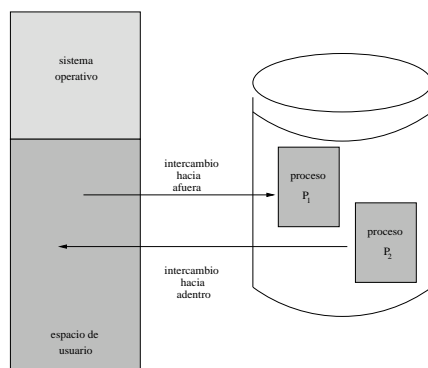 sistema
operativo
intercambio
hacia
afuera
proceso
P1
proceso
P2
intercambio
hacia
adentro
espacio de
usuario